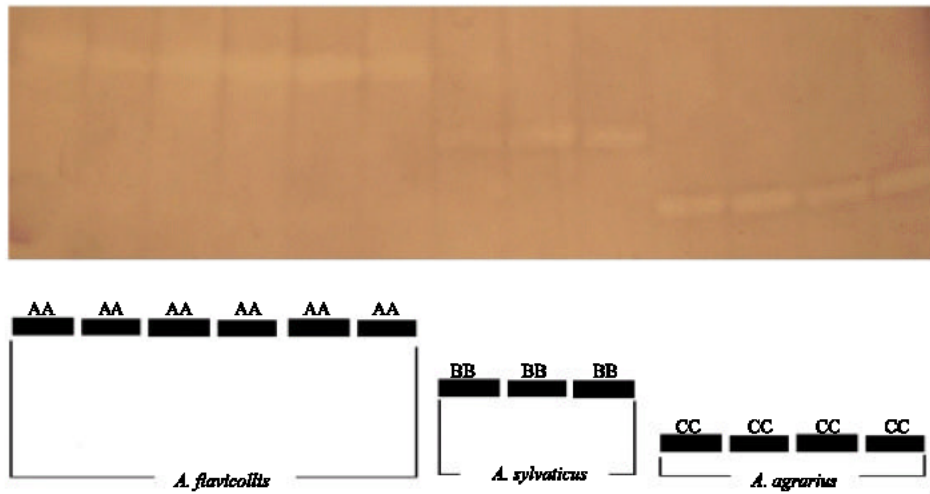 AA AA AA AA AA AA
BB BB BB
CC CC CC CC
A. flavicollis A. sylvaticus A. agrarius